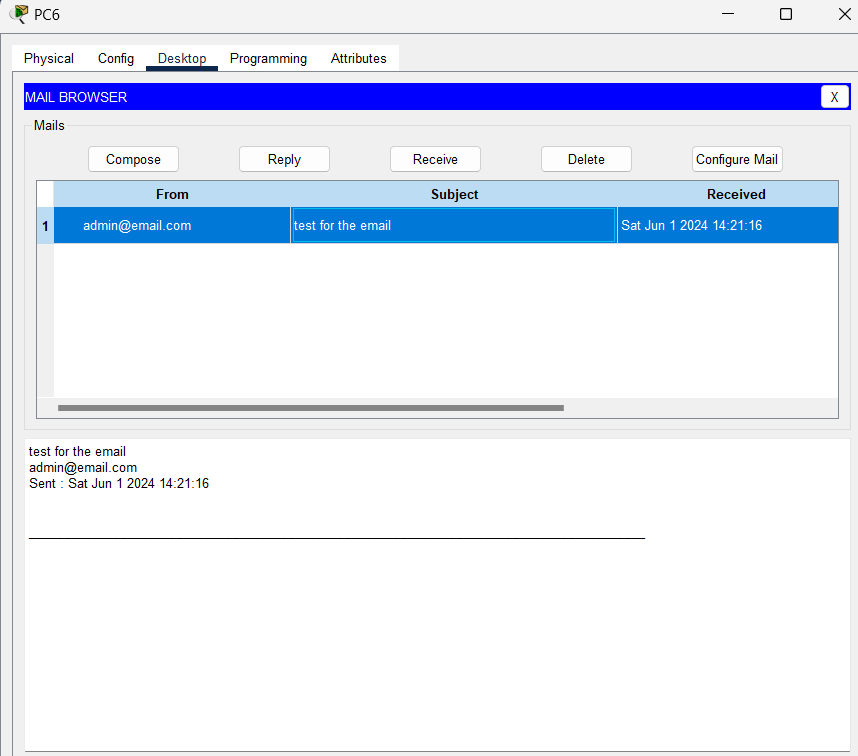 PC6
Physical Config Desktop Programming Attributes
MAIL BROWSER X
Mails
Compose Reply Receive Delete Configure Mail
From Subject Received
1 admin@email.com test for the email Sat Jun 1 2024 14:21:16
test for the email
admin@email.com
Sent : Sat Jun 1 2024 14:21:16